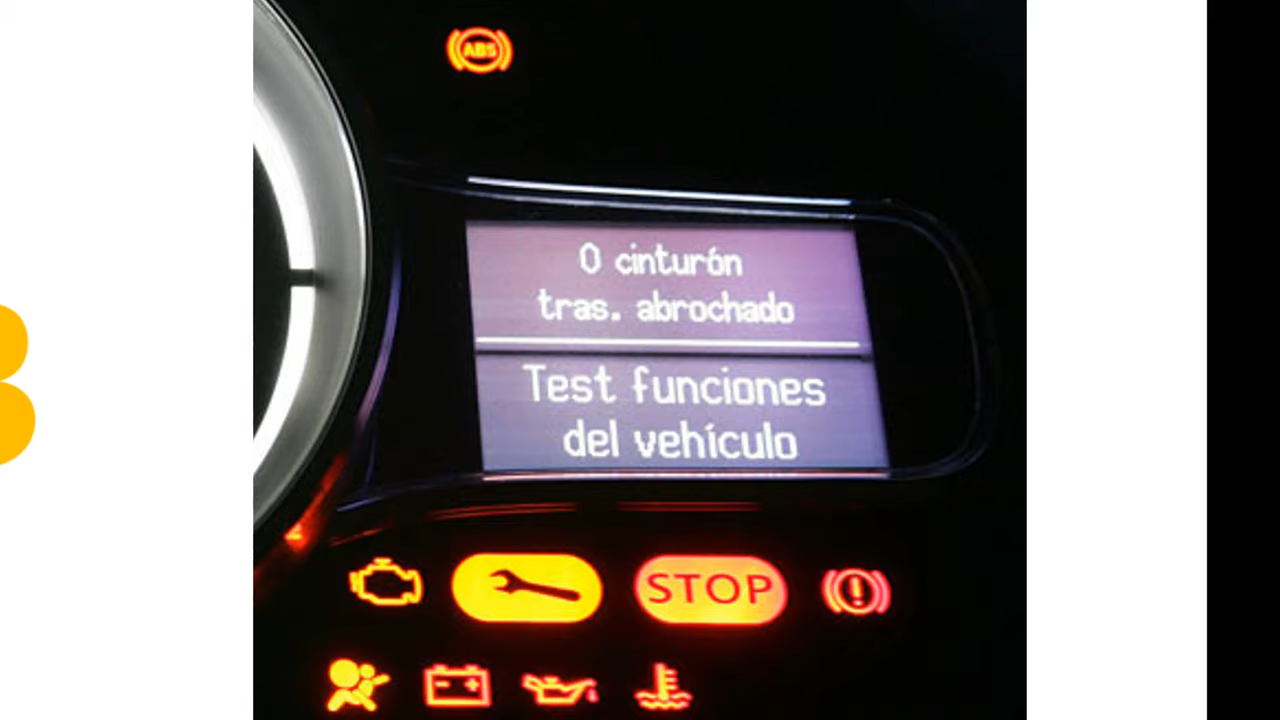 ABS
0 cinturón
tras. abrochado
Test funciones
del vehículo
STOP